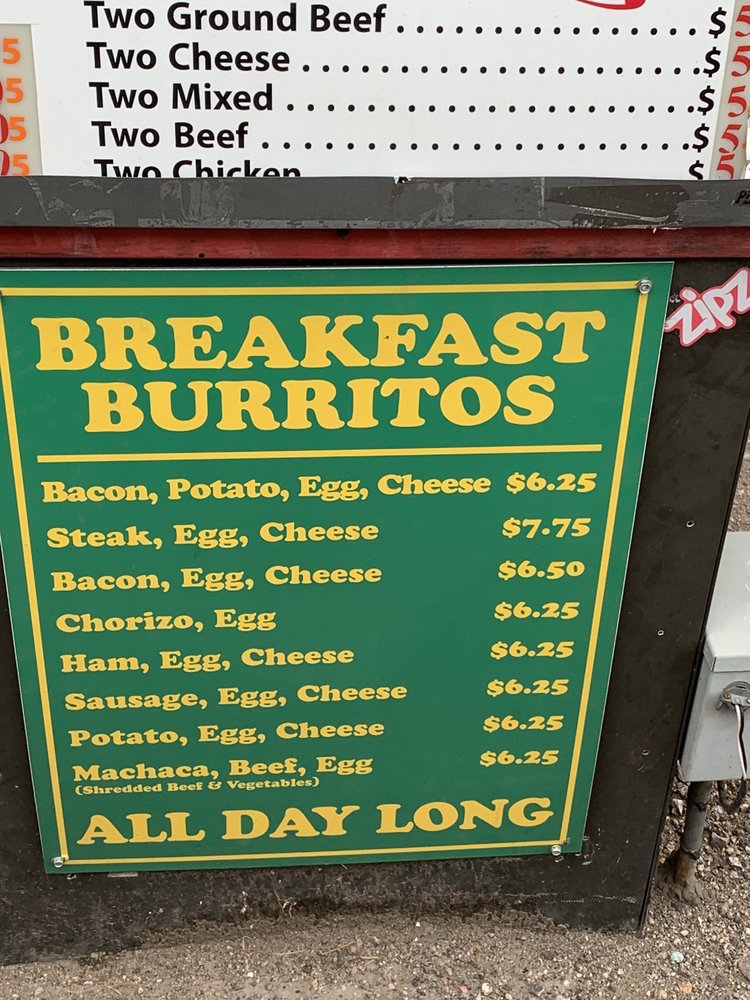 Two Ground Beef . . . . . . . . . . . . . . . . . . . . . . . . $
Two Cheese . . . . . . . . . . . . . . . . . . . . . . . . . . . . . $
Two Mixed . . . . . . . . . . . . . . . . . . . . . . . . . . . . . . $
Two Beef . . . . . . . . . . . . . . . . . . . . . . . . . . . . . . . $
Two Chicken $
BREAKFAST
BURRITOS
Bacon, Potato, Egg, Cheese $6.25
Steak, Egg, Cheese $7.75
Bacon, Egg, Cheese $6.50
Chorizo, Egg $6.25
Ham, Egg, Cheese $6.25
Sausage, Egg, Cheese $6.25
Potato, Egg, Cheese $6.25
Machaca, Beef, Egg $6.25
(Shredded Beef & Vegetables)
ALL DAY LONG
zipz